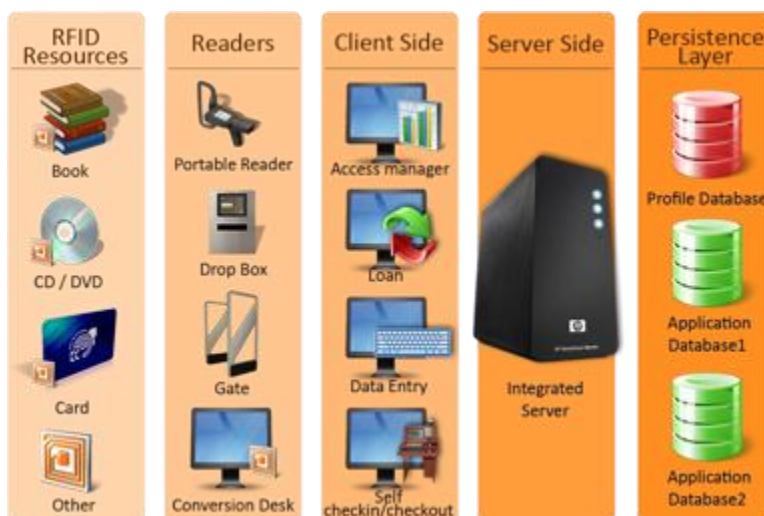 RFID
Resources
Book
CD / DVD
Card
Other
Readers
Portable Reader
Drop Box
Gate
Conversion Desk
Client Side
Access manager
Loan
Data Entry
Self
checkin/checkout
Server Side
Integrated
Server
Persistence
Layer
Profile Database
Application
Database1
Application
Database2